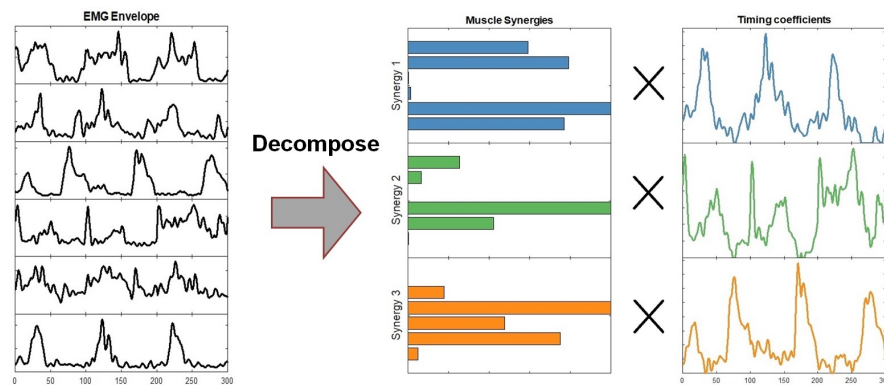 EMG Envelope
Muscle Synergies
Timing coefficients
Decompose
Synergy 1
Synergy 2
Synergy 3
0 50 100 150 200 250 300
0 50 100 150 200 250 300